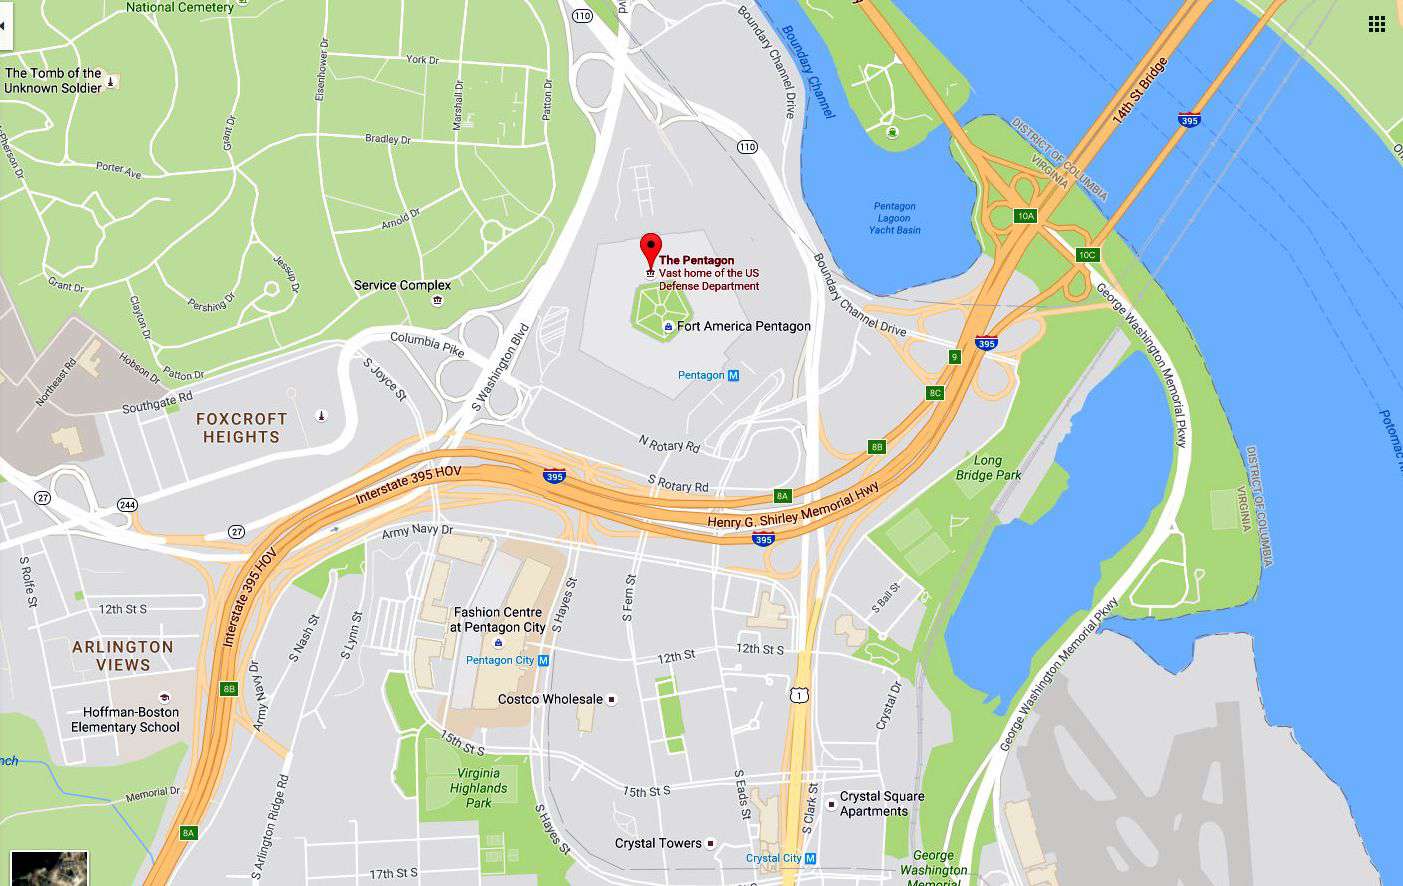 National Cemetery
The Tomb of the
Unknown Soldier
110
Boundary Channel Drive
Boundary Channel
Eisenhower Dr
York Dr
Marshall Dr
Patton Dr
Grant Dr
Bradley Dr
Porter Ave
Arnold Dr
Jessup Dr
Grant Dr
Pershing Dr
Clayton Dr
Service Complex
110
14th St Bridge
395
DISTRICT OF COLUMBIA
VIRGINIA
10A
10C
Pentagon
Lagoon
Yacht Basin
The Pentagon
Vast home of the US
Defense Department
Fort America Pentagon
Pentagon M
Boundary Channel Drive
George Washington Memorial Pkwy
395
9
8C
8B
8A
Columbia Pike
S Washington Blvd
S Joyce St
Hobson Dr
Patton Dr
Northeast Rd
Southgate Rd
FOXCROFT
HEIGHTS
N Rotary Rd
S Rotary Rd
Interstate 395 HOV
395
Henry G. Shirley Memorial Hwy
395
Long
Bridge Park
DISTRICT OF COLUMBIA
VIRGINIA
27
244
27
Army Navy Dr
Interstate 395 HOV
S Rolfe St
12th St S
ARLINGTON
VIEWS
S Nash St
S Lynn St
Army Navy Dr
8B
Hoffman-Boston
Elementary School
Fashion Centre
at Pentagon City
Pentagon City M
S Hayes St
S Fern St
12th St
12th St S
S Ball St
Costco Wholesale
1
Crystal Dr
George Washington Memorial Pkwy
George Washington Memorial Pkwy
15th St S
Virginia
Highlands
Park
15th St S
S Eads St
S Clark St
Crystal Square
Apartments
Memorial Dr
8A
S Arlington Ridge Rd
S Hayes St
Crystal Towers
Crystal City M
17th St S
George
Washington
Memorial